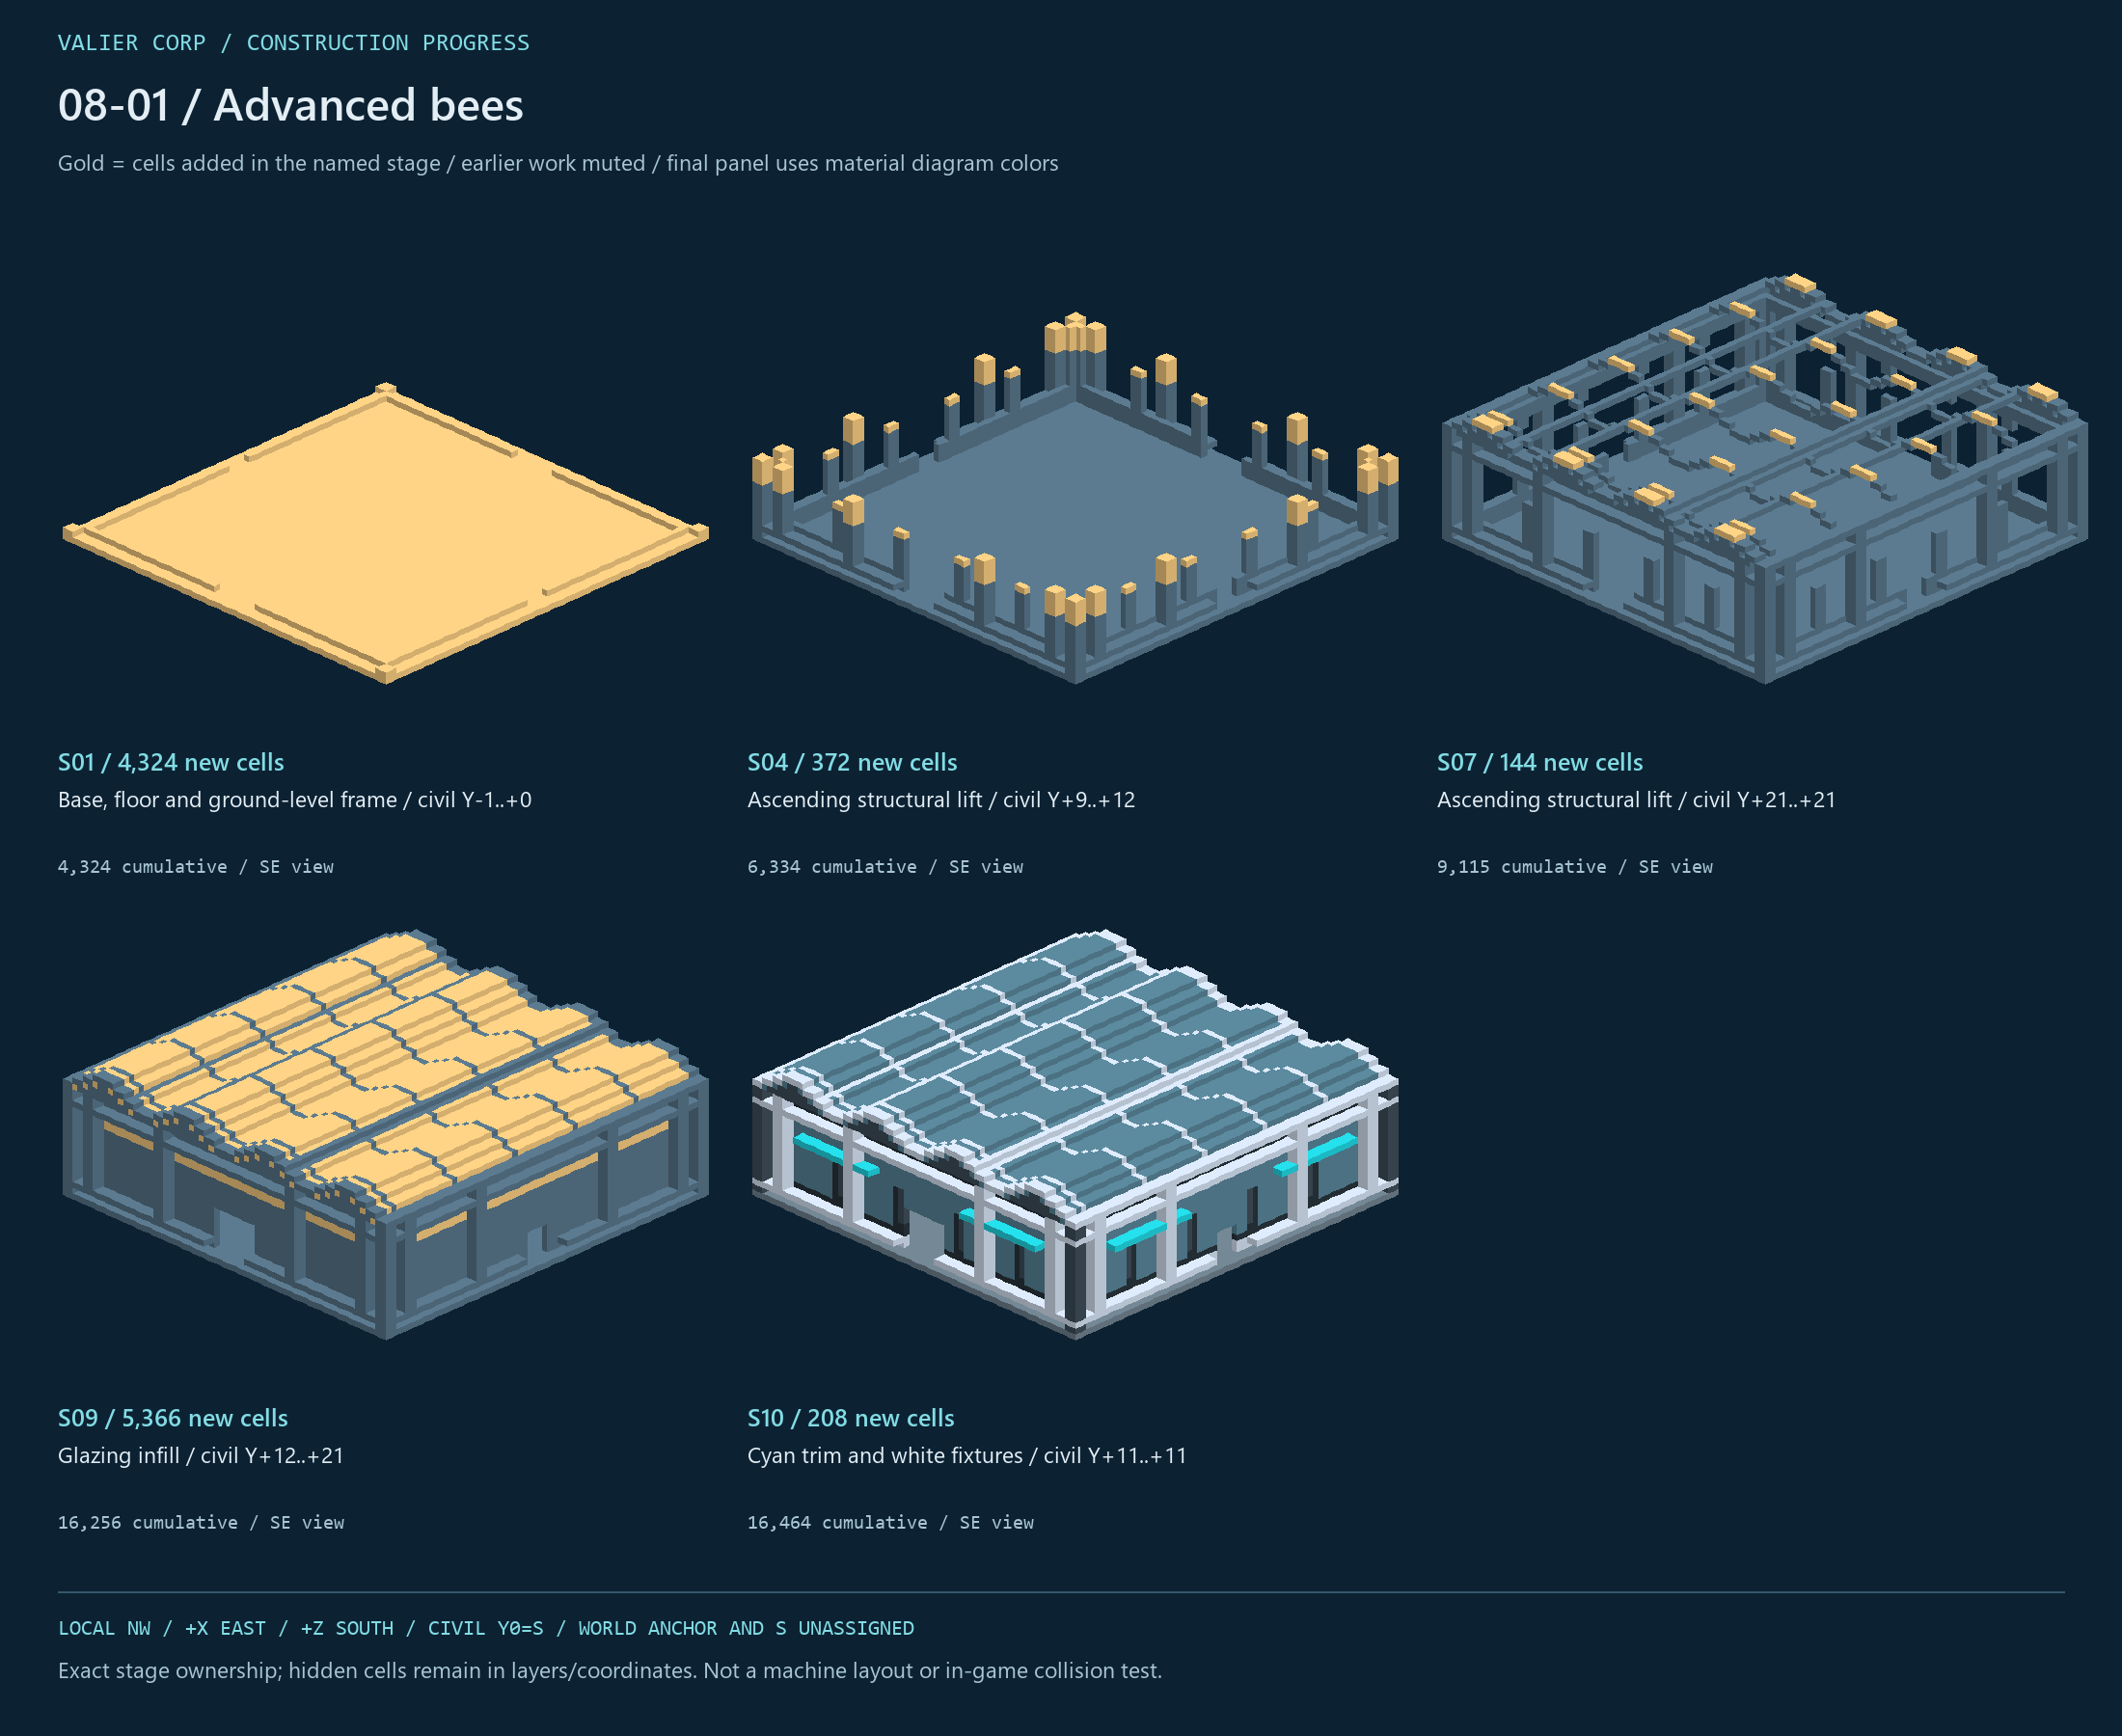 VALIER CORP / CONSTRUCTION PROGRESS
08-01 / Advanced bees
Gold = cells added in the named stage / earlier work muted / final panel uses material diagram colors
S01 / 4,324 new cells
Base, floor and ground-level frame / civil Y-1..+0
4,324 cumulative / SE view
S04 / 372 new cells
Ascending structural lift / civil Y+9..+12
6,334 cumulative / SE view
S07 / 144 new cells
Ascending structural lift / civil Y+21..+21
9,115 cumulative / SE view
S09 / 5,366 new cells
Glazing infill / civil Y+12..+21
16,256 cumulative / SE view
S10 / 208 new cells
Cyan trim and white fixtures / civil Y+11..+11
16,464 cumulative / SE view
LOCAL NW / +X EAST / +Z SOUTH / CIVIL Y0=S / WORLD ANCHOR AND S UNASSIGNED
Exact stage ownership; hidden cells remain in layers/coordinates. Not a machine layout or in-game collision test.